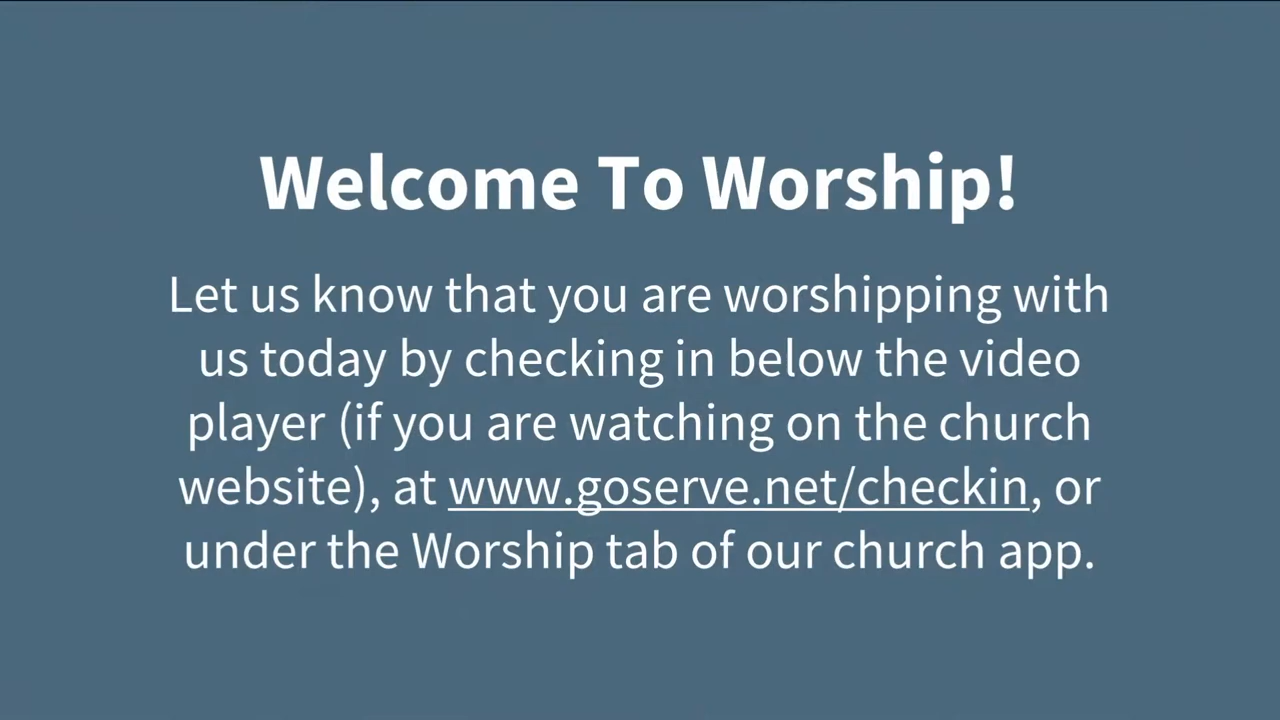 Welcome To Worship!
Let us know that you are worshipping with
us today by checking in below the video
player (if you are watching on the church
website), at www.goserve.net/checkin, or
under the Worship tab of our church app.